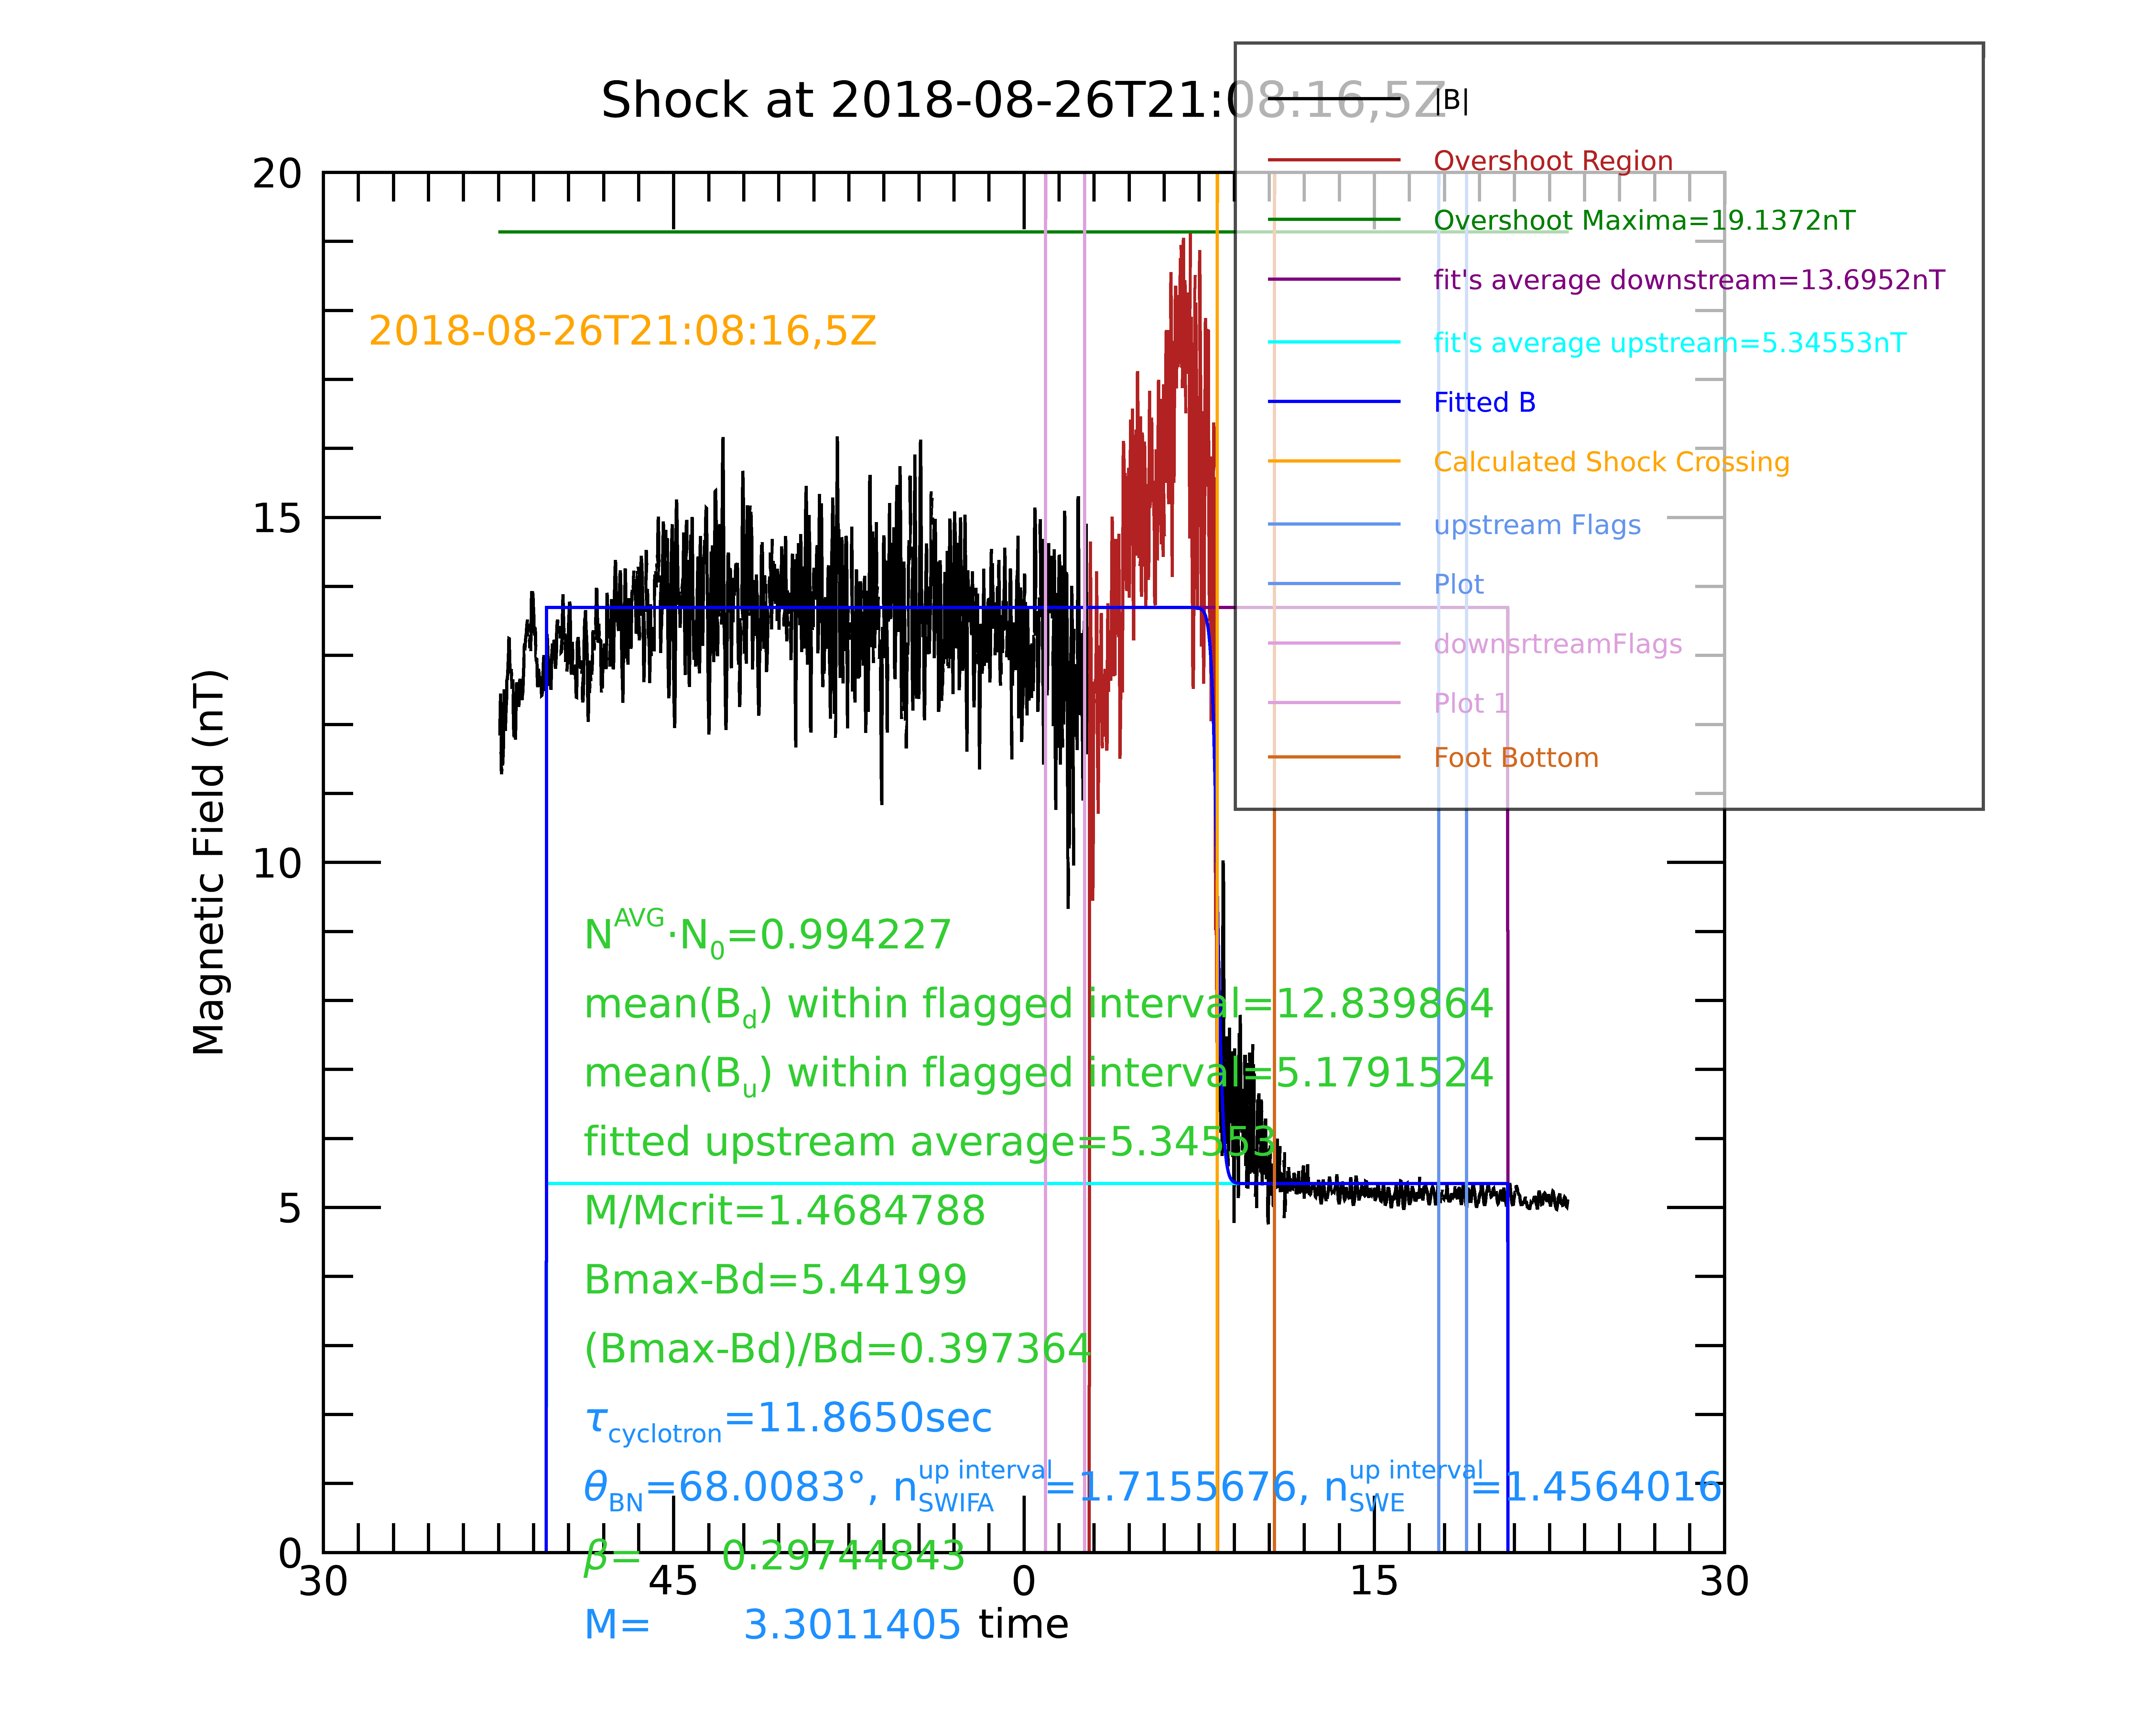 Shock at 2018-08-26T21:08:16,5Z
|B|
Overshoot Region
Overshoot Maxima=19.1372nT
fit's average downstream=13.6952nT
fit's average upstream=5.34553nT
Fitted B
Calculated Shock Crossing
upstream Flags
Plot
downsrtreamFlags
Plot 1
Foot Bottom
20
15
10
5
0
Magnetic Field (nT)
2018-08-26T21:08:16,5Z
N^AVG·N_0=0.994227
mean(B_d) within flagged interval=12.839864
mean(B_u) within flagged interval=5.1791524
fitted upstream average=5.34553
M/Mcrit=1.4684788
Bmax-Bd=5.44199
(Bmax-Bd)/Bd=0.397364
τ_cyclotron=11.8650sec
θ_BN=68.0083°, n_SWIFA^up interval=1.7155676, n_SWE^up interval=1.4564016
β= 0.29744843
30 45 0 15 30
M= 3.3011405
time